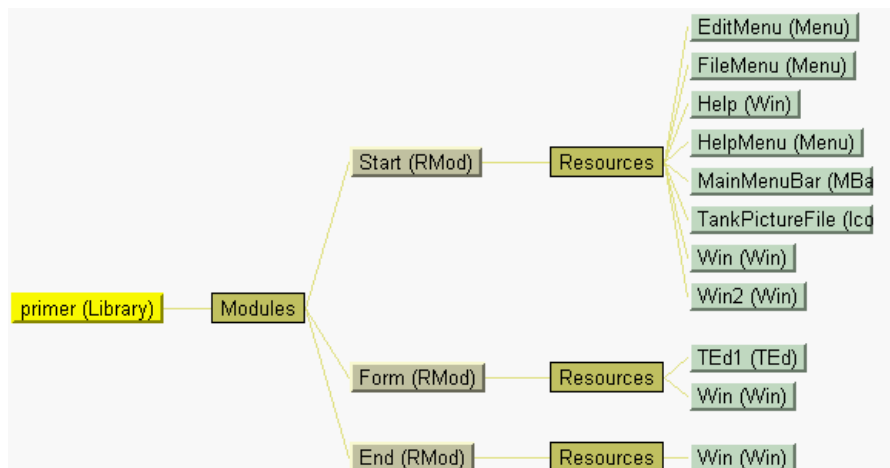 EditMenu (Menu)
FileMenu (Menu)
Help (Win)
HelpMenu (Menu)
Start (RMod) Resources
MainMenuBar (MBa
TankPictureFile (Ico
Win (Win)
Win2 (Win)
primer (Library) Modules
TEd1 (TEd)
Form (RMod) Resources
Win (Win)
End (RMod) Resources Win (Win)